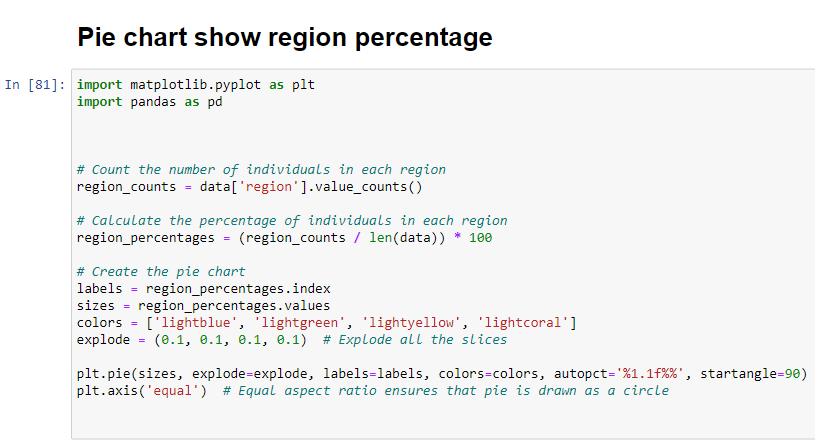 Pie chart show region percentage
In [81]: import matplotlib.pyplot as plt
import pandas as pd
# Count the number of individuals in each region
region_counts = data['region'].value_counts()
# Calculate the percentage of individuals in each region
region_percentages = (region_counts / len(data)) * 100
# Create the pie chart
labels = region_percentages.index
sizes = region_percentages.values
colors = ['lightblue', 'lightgreen', 'lightyellow', 'lightcoral']
explode = (0.1, 0.1, 0.1, 0.1)  # Explode all the slices
plt.pie(sizes, explode=explode, labels=labels, colors=colors, autopct='%1.1f%%', startangle=90)
plt.axis('equal')  # Equal aspect ratio ensures that pie is drawn as a circle